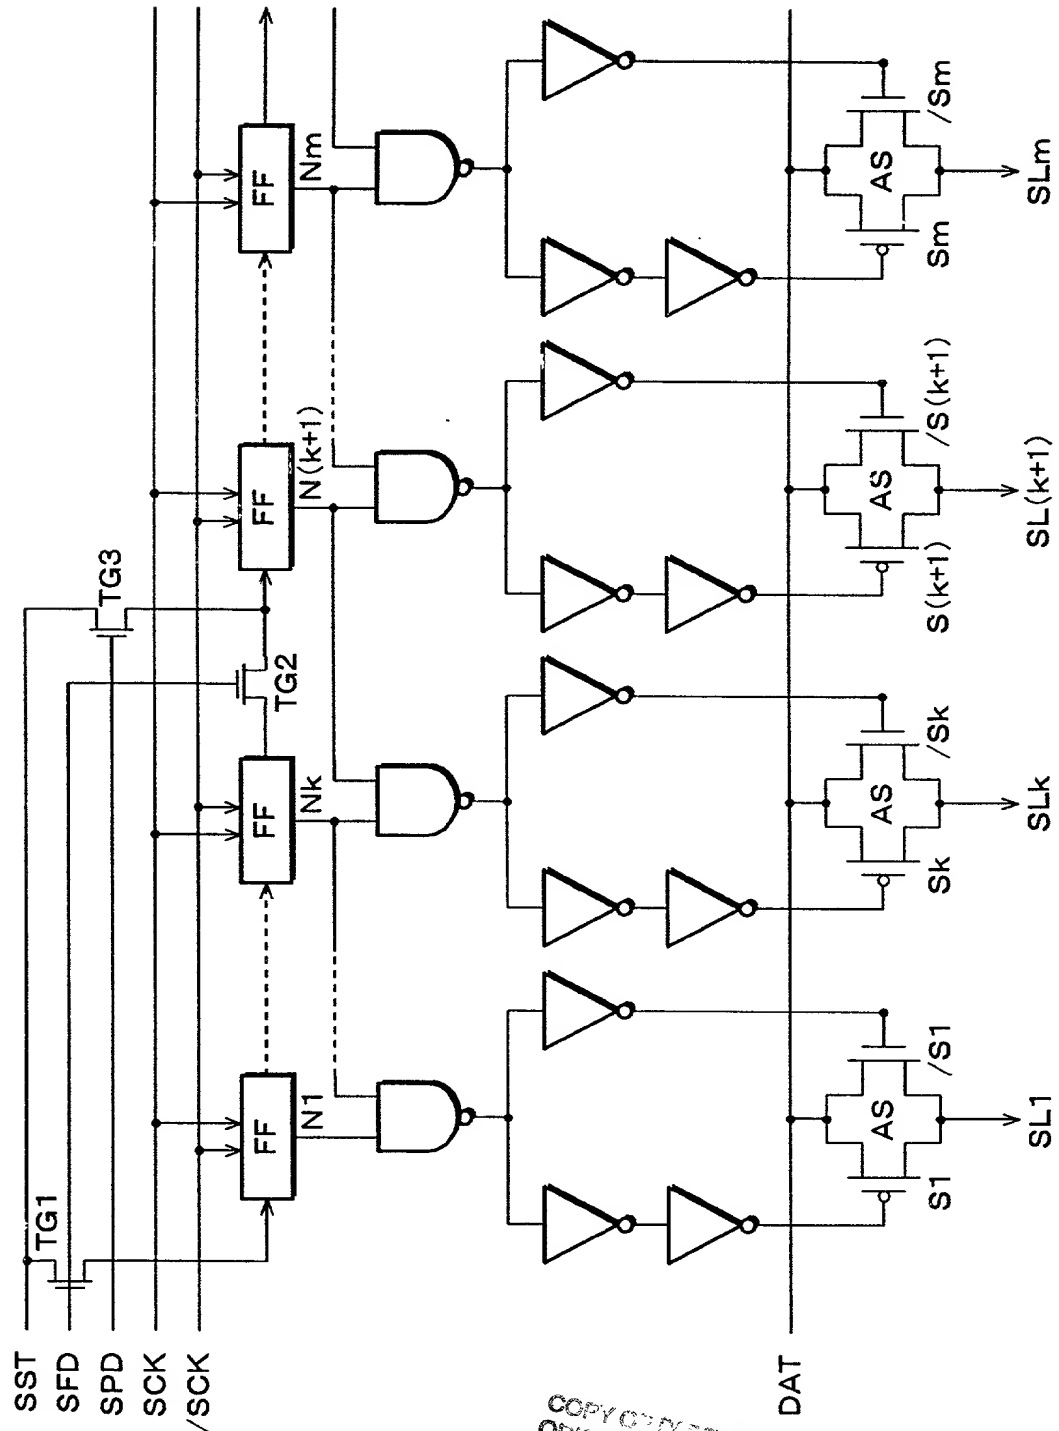 SST
SFD
SPD
SCK
/SCK
TG1
TG2
TG3
FF
FF
FF
FF
N1
Nk
N(k+1)
Nm
DAT
AS
AS
AS
AS
S1
/S1
Sk
/Sk
S(k+1)
/S(k+1)
Sm
/Sm
SL1
SLk
SL(k+1)
SLm
COPY